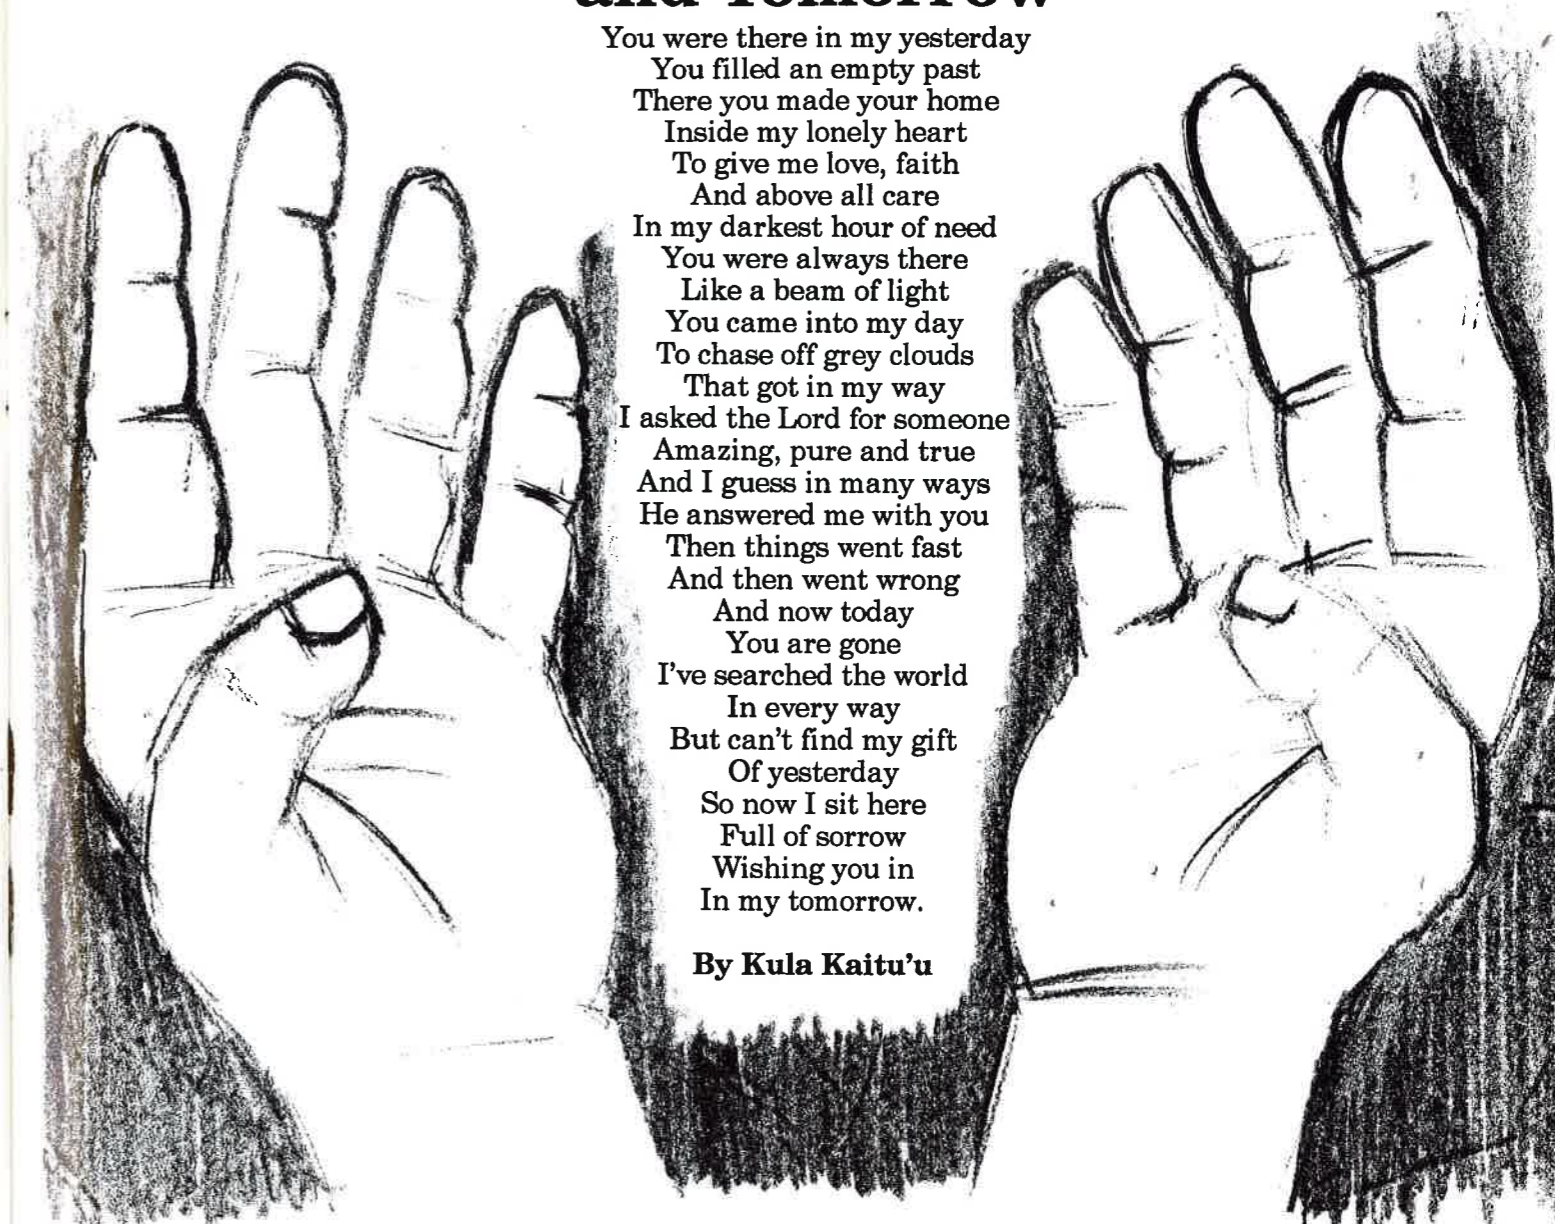 and Tomorrow
You were there in my yesterday
You filled an empty past
There you made your home
Inside my lonely heart
To give me love, faith
And above all care
In my darkest hour of need
You were always there
Like a beam of light
You came into my day
To chase off grey clouds
That got in my way
I asked the Lord for someone
Amazing, pure and true
And I guess in many ways
He answered me with you
Then things went fast
And then went wrong
And now today
You are gone
I've searched the world
In every way
But can't find my gift
Of yesterday
So now I sit here
Full of sorrow
Wishing you in
In my tomorrow.
By Kula Kaitu'u